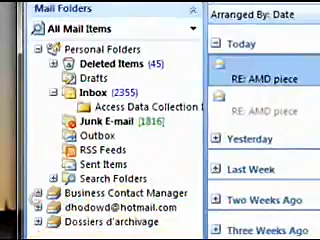 Mail Folders
All Mail Items
Personal Folders
Deleted Items (45)
Drafts
Inbox (2355)
Access Data Collection
Junk E-mail [1816]
Outbox
RSS Feeds
Sent Items
Search Folders
Business Contact Manager
dhodowd@hotmail.com
Dossiers d'archivage
Arranged By: Date
Today
RE: AMD piece
RE: AMD piece
Yesterday
Last Week
Two Weeks Ago
Three Weeks Ago